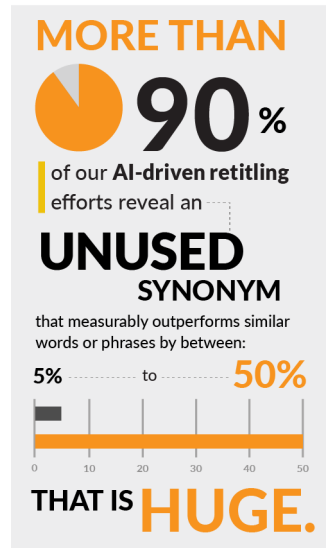 MORE THAN
90 %
of our AI-driven retitling
efforts reveal an
UNUSED
SYNONYM
that measurably outperforms similar
words or phrases by between:
5% to 50%
0 10 20 30 40 50
THAT IS HUGE.